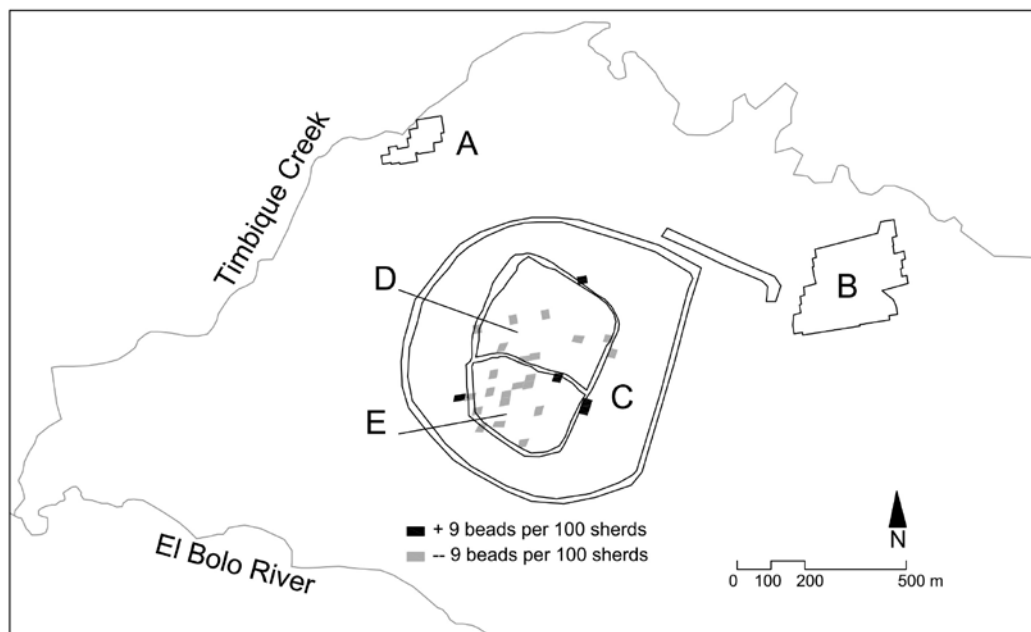 A
Timbique Creek
B
D
C
E
+ 9 beads per 100 sherds
-- 9 beads per 100 sherds
El Bolo River
N
0 100 200 500 m